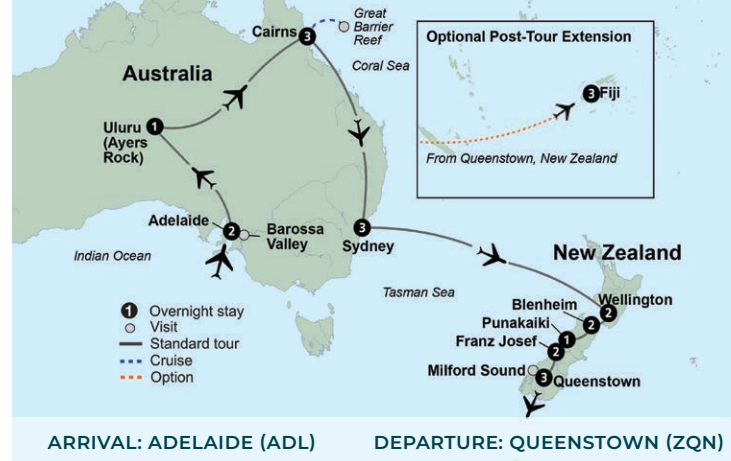 Great
Barrier
Reef
Cairns
3
Coral Sea
Australia
Optional Post-Tour Extension
3
Fiji
From Queenstown, New Zealand
1
Uluru
(Ayers
Rock)
Adelaide
2
Barossa
Valley
3
Sydney
Indian Ocean
New Zealand
Tasman Sea
1 Overnight stay
Visit
Standard tour
Cruise
Option
Wellington
2
Blenheim
2
Punakaiki
1
Franz Josef
2
Milford Sound
3
Queenstown
ARRIVAL: ADELAIDE (ADL)
DEPARTURE: QUEENSTOWN (ZQN)